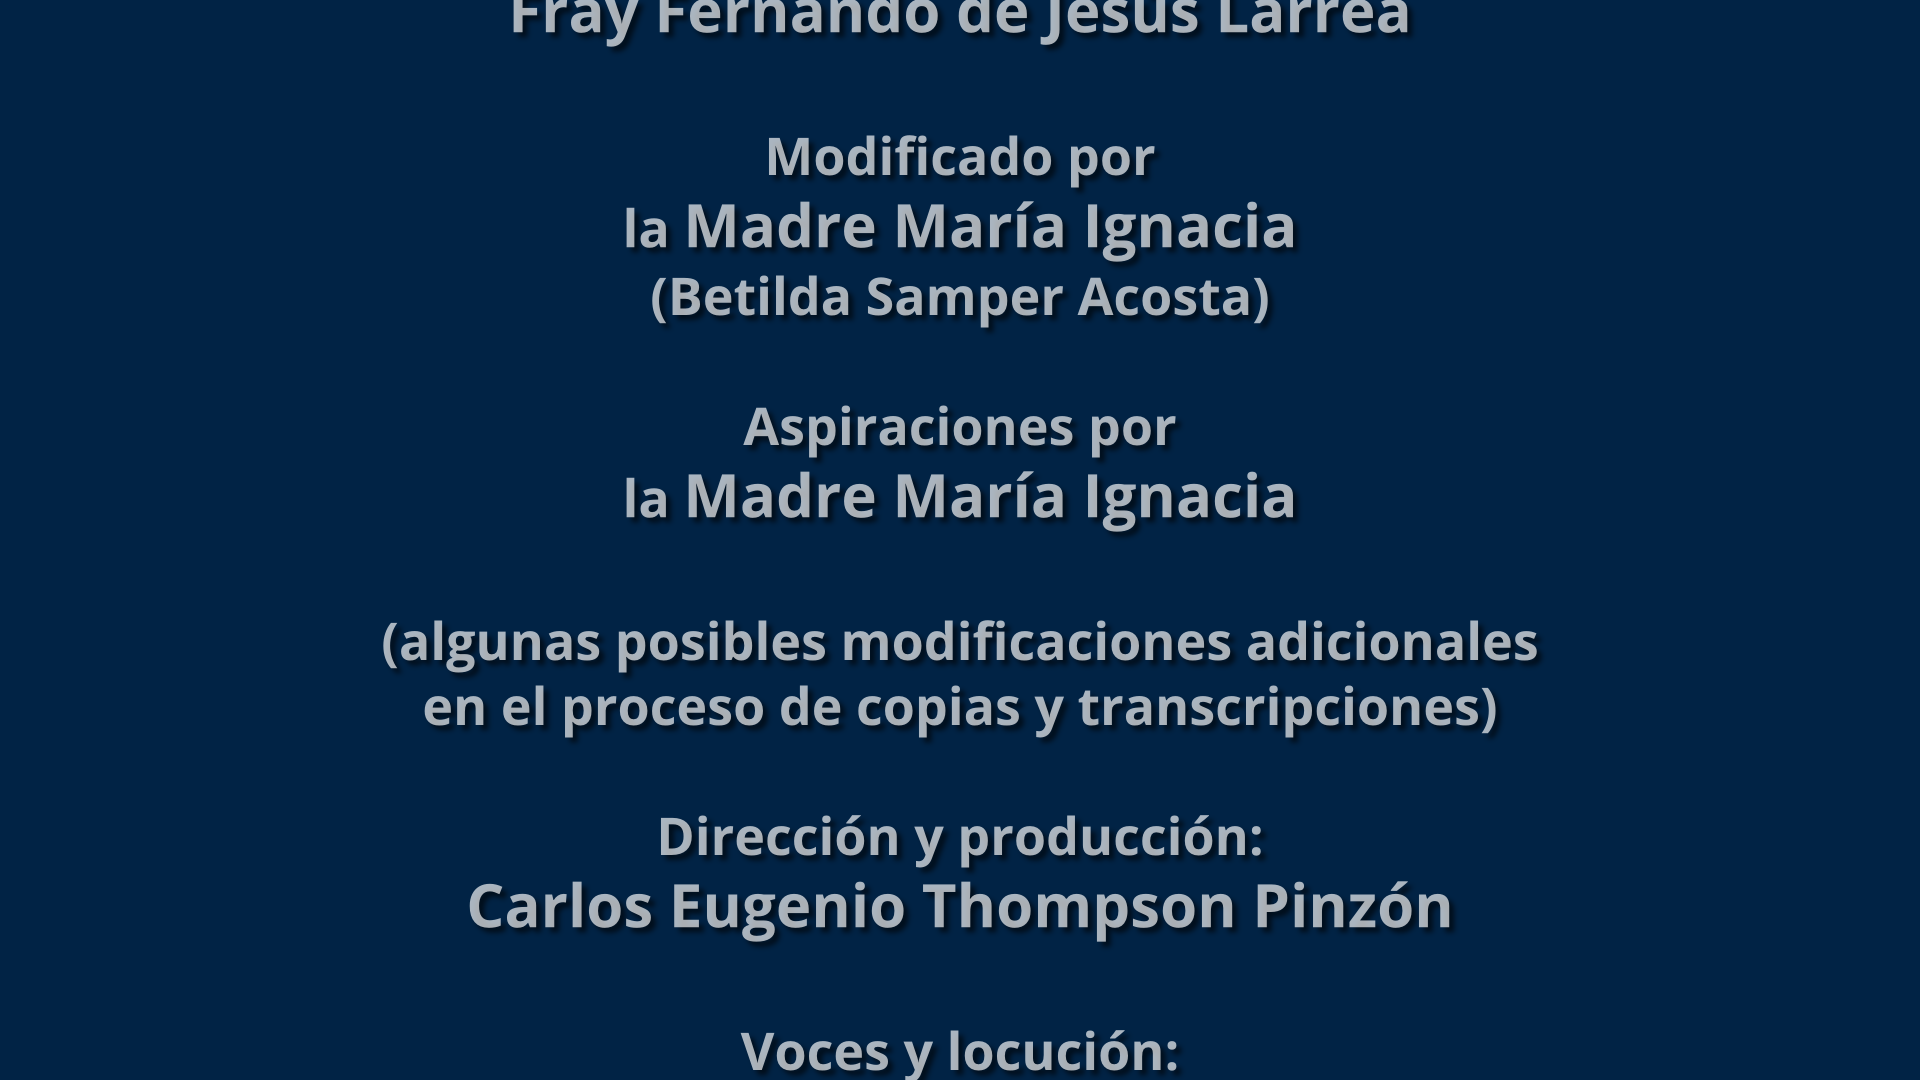 Fray Fernando de Jesús Larrea
Modificado por
la Madre María Ignacia
(Betilda Samper Acosta)
Aspiraciones por
la Madre María Ignacia
(algunas posibles modificaciones adicionales
en el proceso de copias y transcripciones)
Dirección y producción:
Carlos Eugenio Thompson Pinzón
Voces y locución: